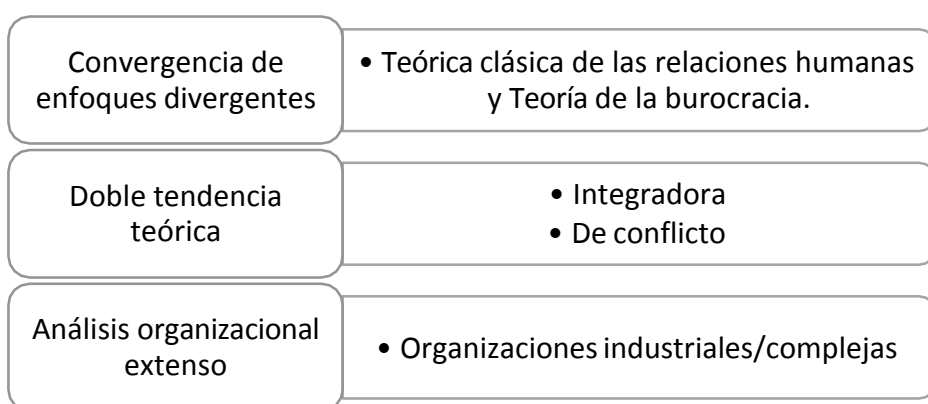 Convergencia de
enfoques divergentes
• Teórica clásica de las relaciones humanas
y Teoría de la burocracia.
Doble tendencia
teórica
• Integradora
• De conflicto
Análisis organizacional
extenso
• Organizaciones industriales/complejas